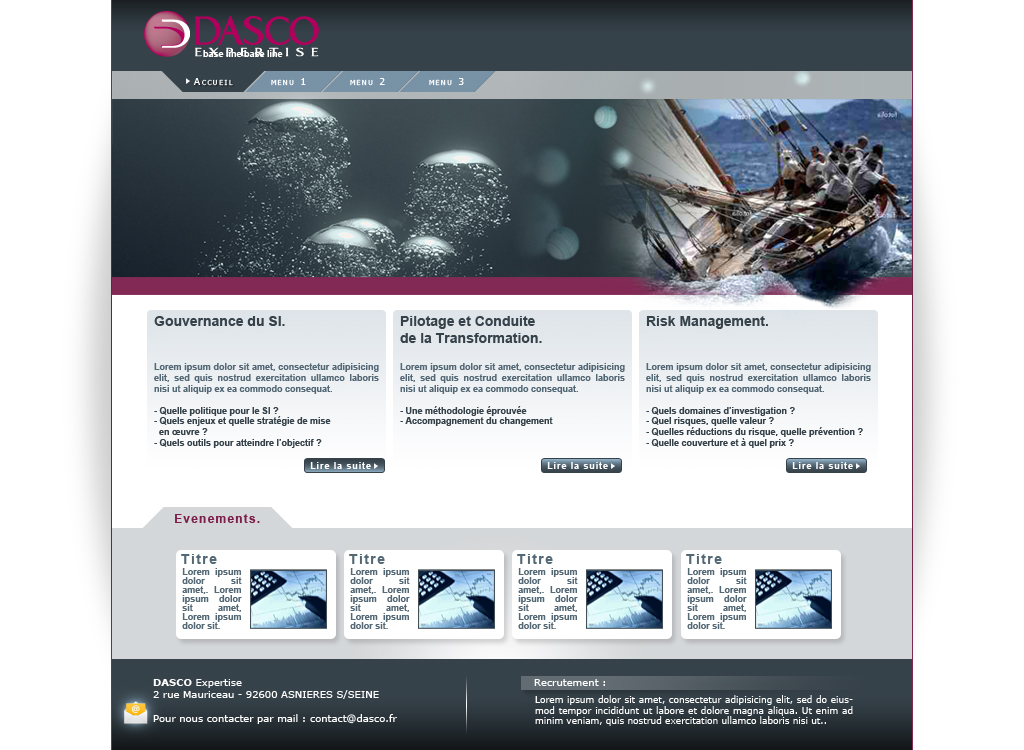 DASCO
EXPERTISE
base line base line
Accueil
menu 1
menu 2
menu 3
Fotolia
Fotolia
Fotolia
Fotolia
Gouvernance du SI.
Lorem ipsum dolor sit amet, consectetur adipisicing
elit, sed quis nostrud exercitation ullamco laboris
nisi ut aliquip ex ea commodo consequat.
- Quelle politique pour le SI ?
- Quels enjeux et quelle stratégie de mise
en œuvre ?
- Quels outils pour atteindre l'objectif ?
Lire la suite
Pilotage et Conduite
de la Transformation.
Lorem ipsum dolor sit amet, consectetur adipisicing
elit, sed quis nostrud exercitation ullamco laboris
nisi ut aliquip ex ea commodo consequat.
- Une méthodologie éprouvée
- Accompagnement du changement
Lire la suite
Risk Management.
Lorem ipsum dolor sit amet, consectetur adipisicing
elit, sed quis nostrud exercitation ullamco laboris
nisi ut aliquip ex ea commodo consequat.
- Quels domaines d'investigation ?
- Quel risques, quelle valeur ?
- Quelles réductions du risque, quelle prévention ?
- Quelle couverture et à quel prix ?
Lire la suite
Evenements.
Titre
Lorem ipsum
dolor sit
amet,. Lorem
ipsum dolor
sit amet,
Lorem ipsum
dolor sit.
Titre
Lorem ipsum
dolor sit
amet,. Lorem
ipsum dolor
sit amet,
Lorem ipsum
dolor sit.
Titre
Lorem ipsum
dolor sit
amet,. Lorem
ipsum dolor
sit amet,
Lorem ipsum
dolor sit.
Titre
Lorem ipsum
dolor sit
amet,. Lorem
ipsum dolor
sit amet,
Lorem ipsum
dolor sit.
DASCO Expertise
2 rue Mauriceau - 92600 ASNIERES S/SEINE
@
Pour nous contacter par mail : contact@dasco.fr
Recrutement :
Lorem ipsum dolor sit amet, consectetur adipisicing elit, sed do eius-
mod tempor incididunt ut labore et dolore magna aliqua. Ut enim ad
minim veniam, quis nostrud exercitation ullamco laboris nisi ut..